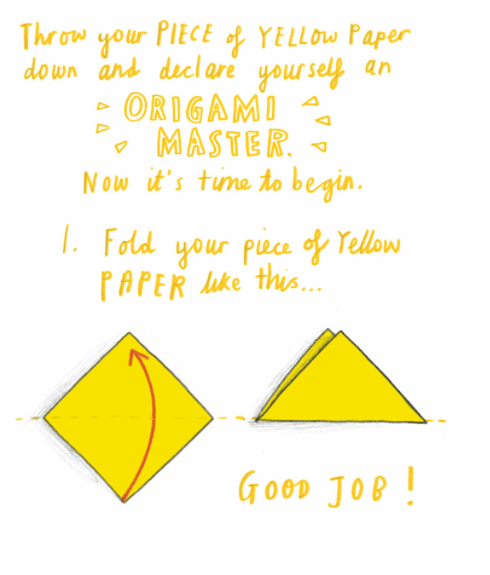 Throw your PIECE of YELLOW Paper
down and declare yourself an
ORIGAMI
MASTER.
Now it's time to begin.
1. Fold your piece of Yellow
PAPER like this...
GOOD JOB!